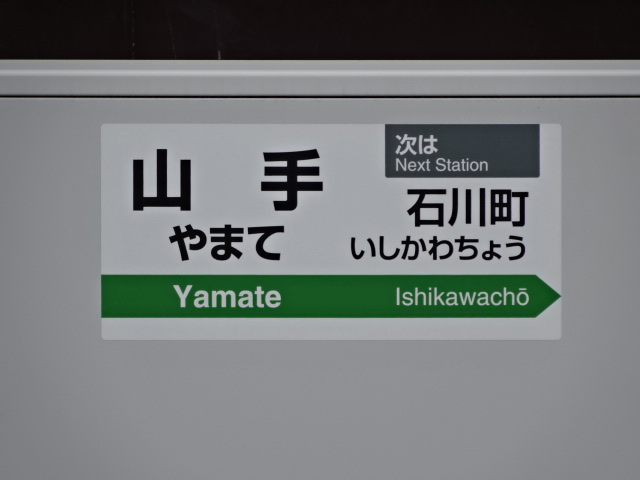 山手
やまて
Yamate
次は
Next Station
石川町
いしかわちょう
Ishikawachō